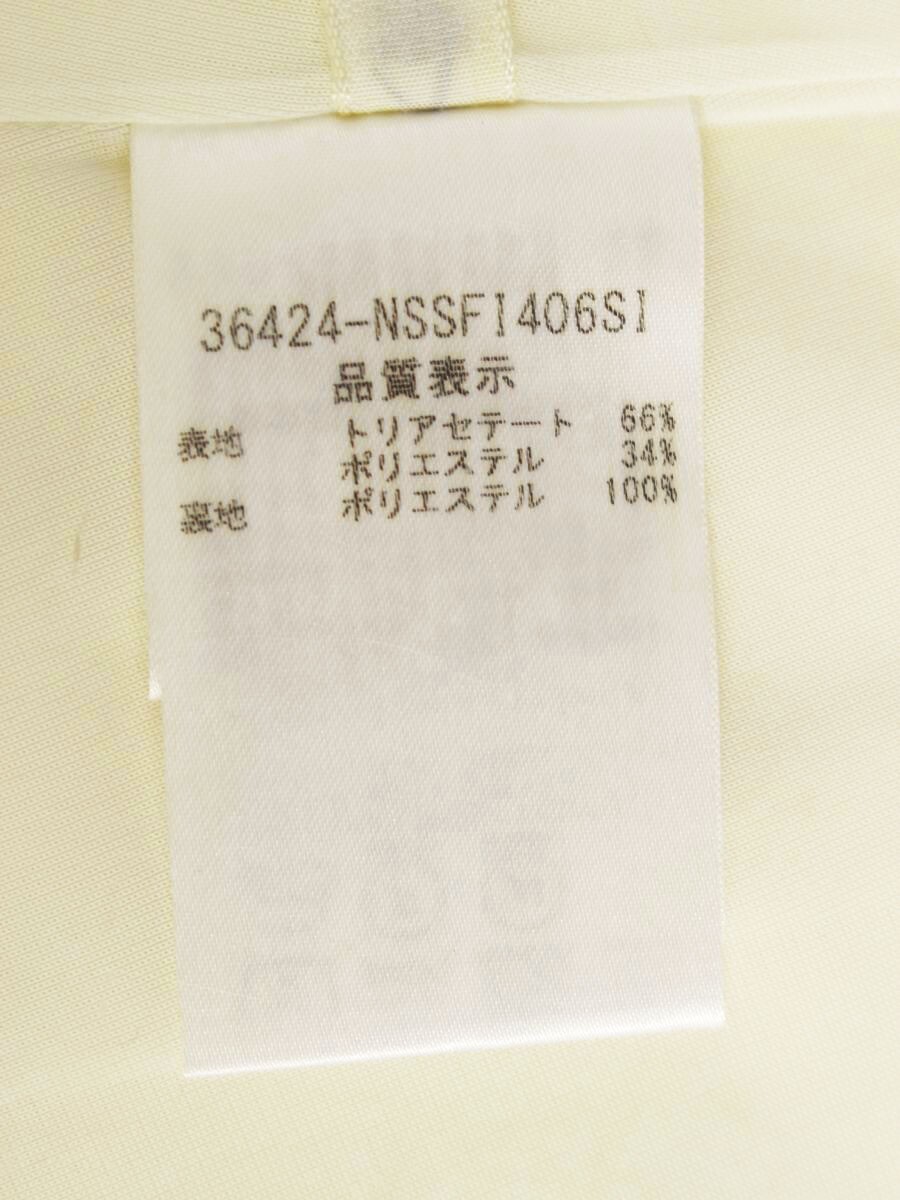 36424-NSSFI406SI
品質表示
表地 トリアセテート 66%
ポリエステル 34%
裏地 ポリエステル 100%